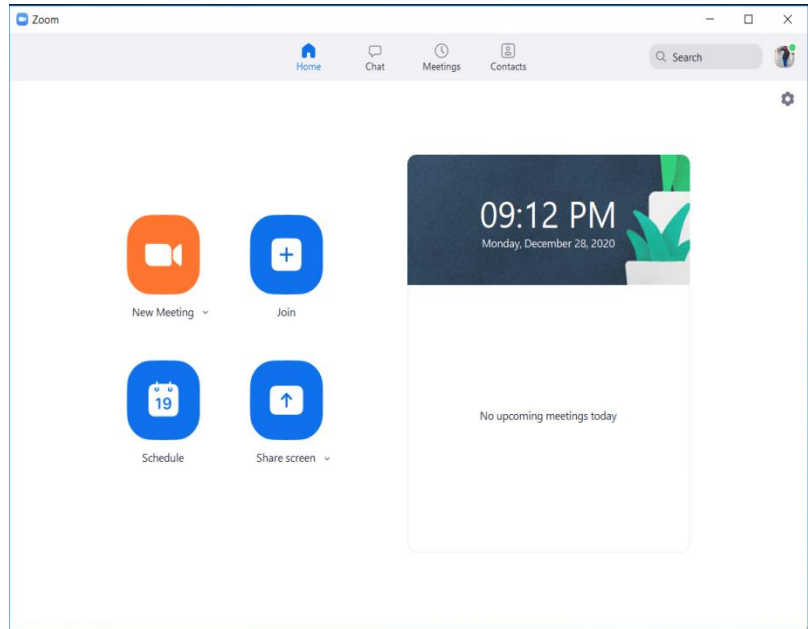 Zoom
Home Chat Meetings Contacts
Search
09:12 PM
Monday, December 28, 2020
New Meeting
Join
19
Schedule
Share screen
No upcoming meetings today